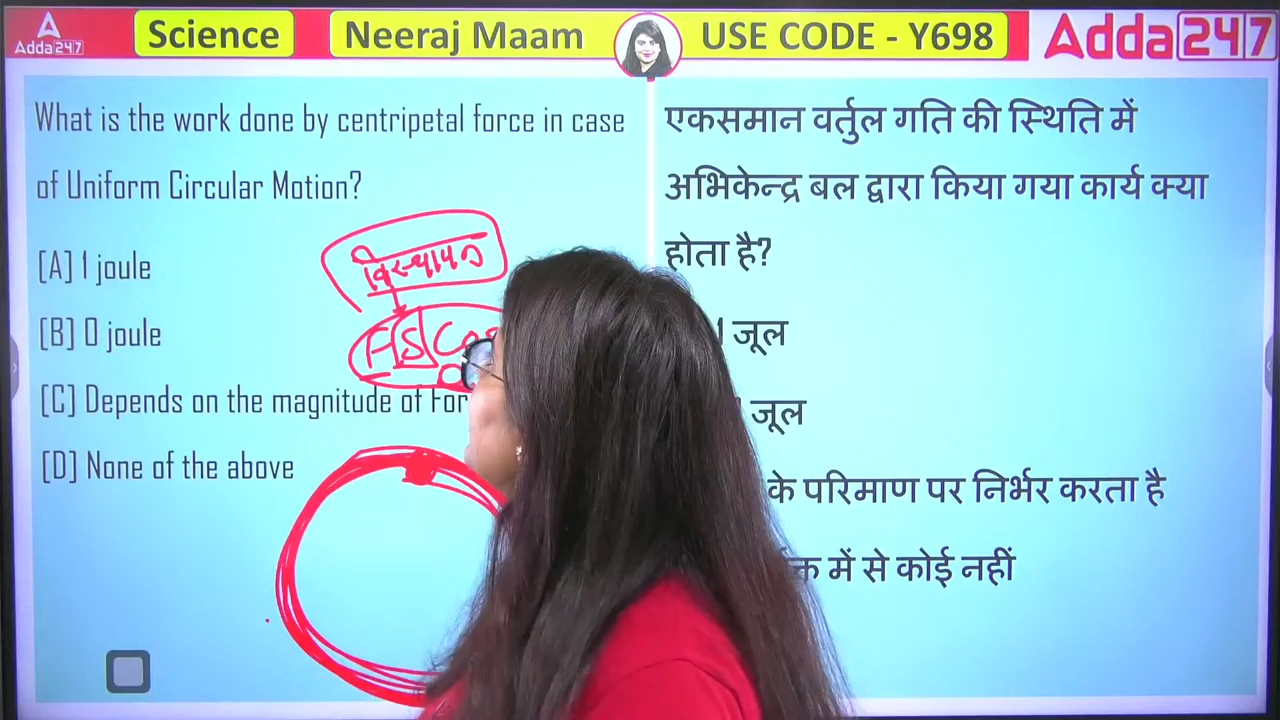 Adda247
Science
Neeraj Maam
USE CODE - Y698
Adda247
What is the work done by centripetal force in case
of Uniform Circular Motion?
[A] 1 joule
[B] 0 joule
[C] Depends on the magnitude of For
[D] None of the above
विस्थापन
FS Cos
एकसमान वर्तुल गति की स्थिति में
अभिकेन्द्र बल द्वारा किया गया कार्य क्या
होता है?
जूल
जूल
के परिमाण पर निर्भर करता है
में से कोई नहीं